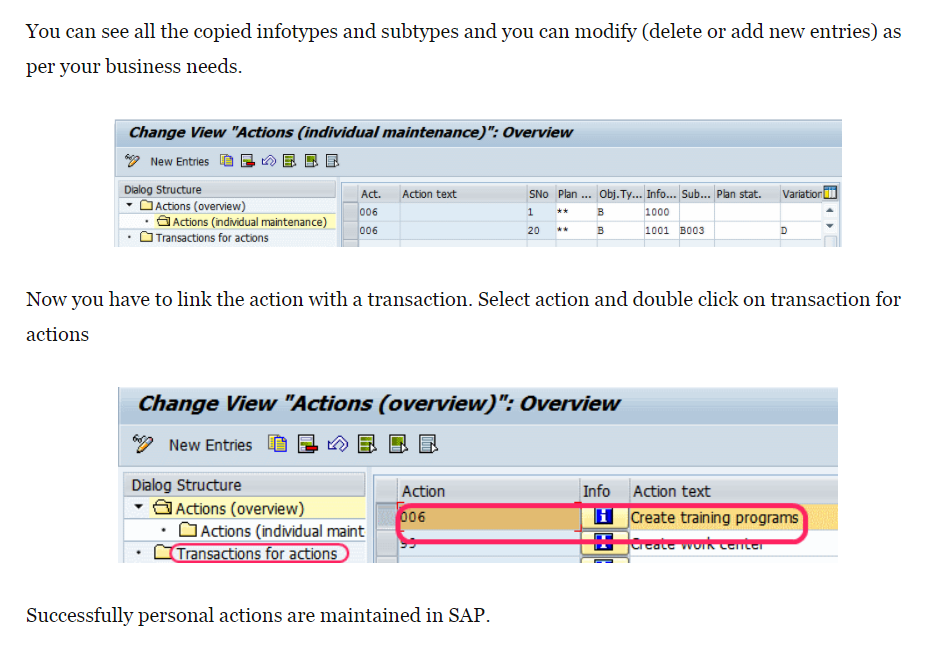 You can see all the copied infotypes and subtypes and you can modify (delete or add new entries) as
per your business needs.
Change View "Actions (individual maintenance)": Overview
New Entries
Dialog Structure
Actions (overview)
Actions (individual maintenance)
Transactions for actions
Act. Action text SNo Plan ... Obj.Ty... Info... Sub... Plan stat. Variation
006 1 ** B 1000
006 20 ** B 1001 B003 D
Now you have to link the action with a transaction. Select action and double click on transaction for
actions
Change View "Actions (overview)": Overview
New Entries
Dialog Structure
Actions (overview)
Actions (individual maint
Transactions for actions
Action Info Action text
006 Create training programs
Create work center
Successfully personal actions are maintained in SAP.